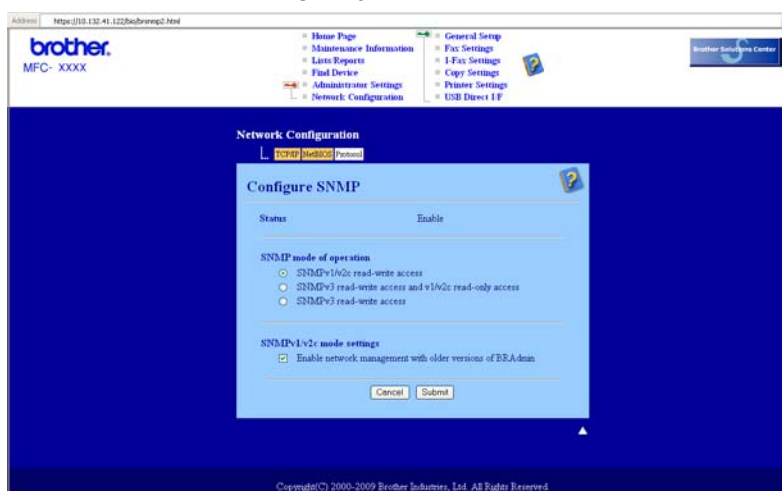 Address https://10.132.41.122/bio/brsnmp2.html
brother.
MFC- XXXX
Home Page
Maintenance Information
Lists/Reports
Find Device
Administrator Settings
Network Configuration
General Setup
Fax Settings
I-Fax Settings
Copy Settings
Printer Settings
USB Direct I/F
Brother Solutions Center
Network Configuration
TCP/IP NetBIOS Protocol
Configure SNMP
Status Enable
SNMP mode of operation
SNMPv1/v2c read-write access
SNMPv3 read-write access and v1/v2c read-only access
SNMPv3 read-write access
SNMPv1/v2c mode settings
Enable network management with older versions of BRAdmin
Cancel Submit
Copyright(C) 2000-2009 Brother Industries, Ltd. All Rights Reserved.